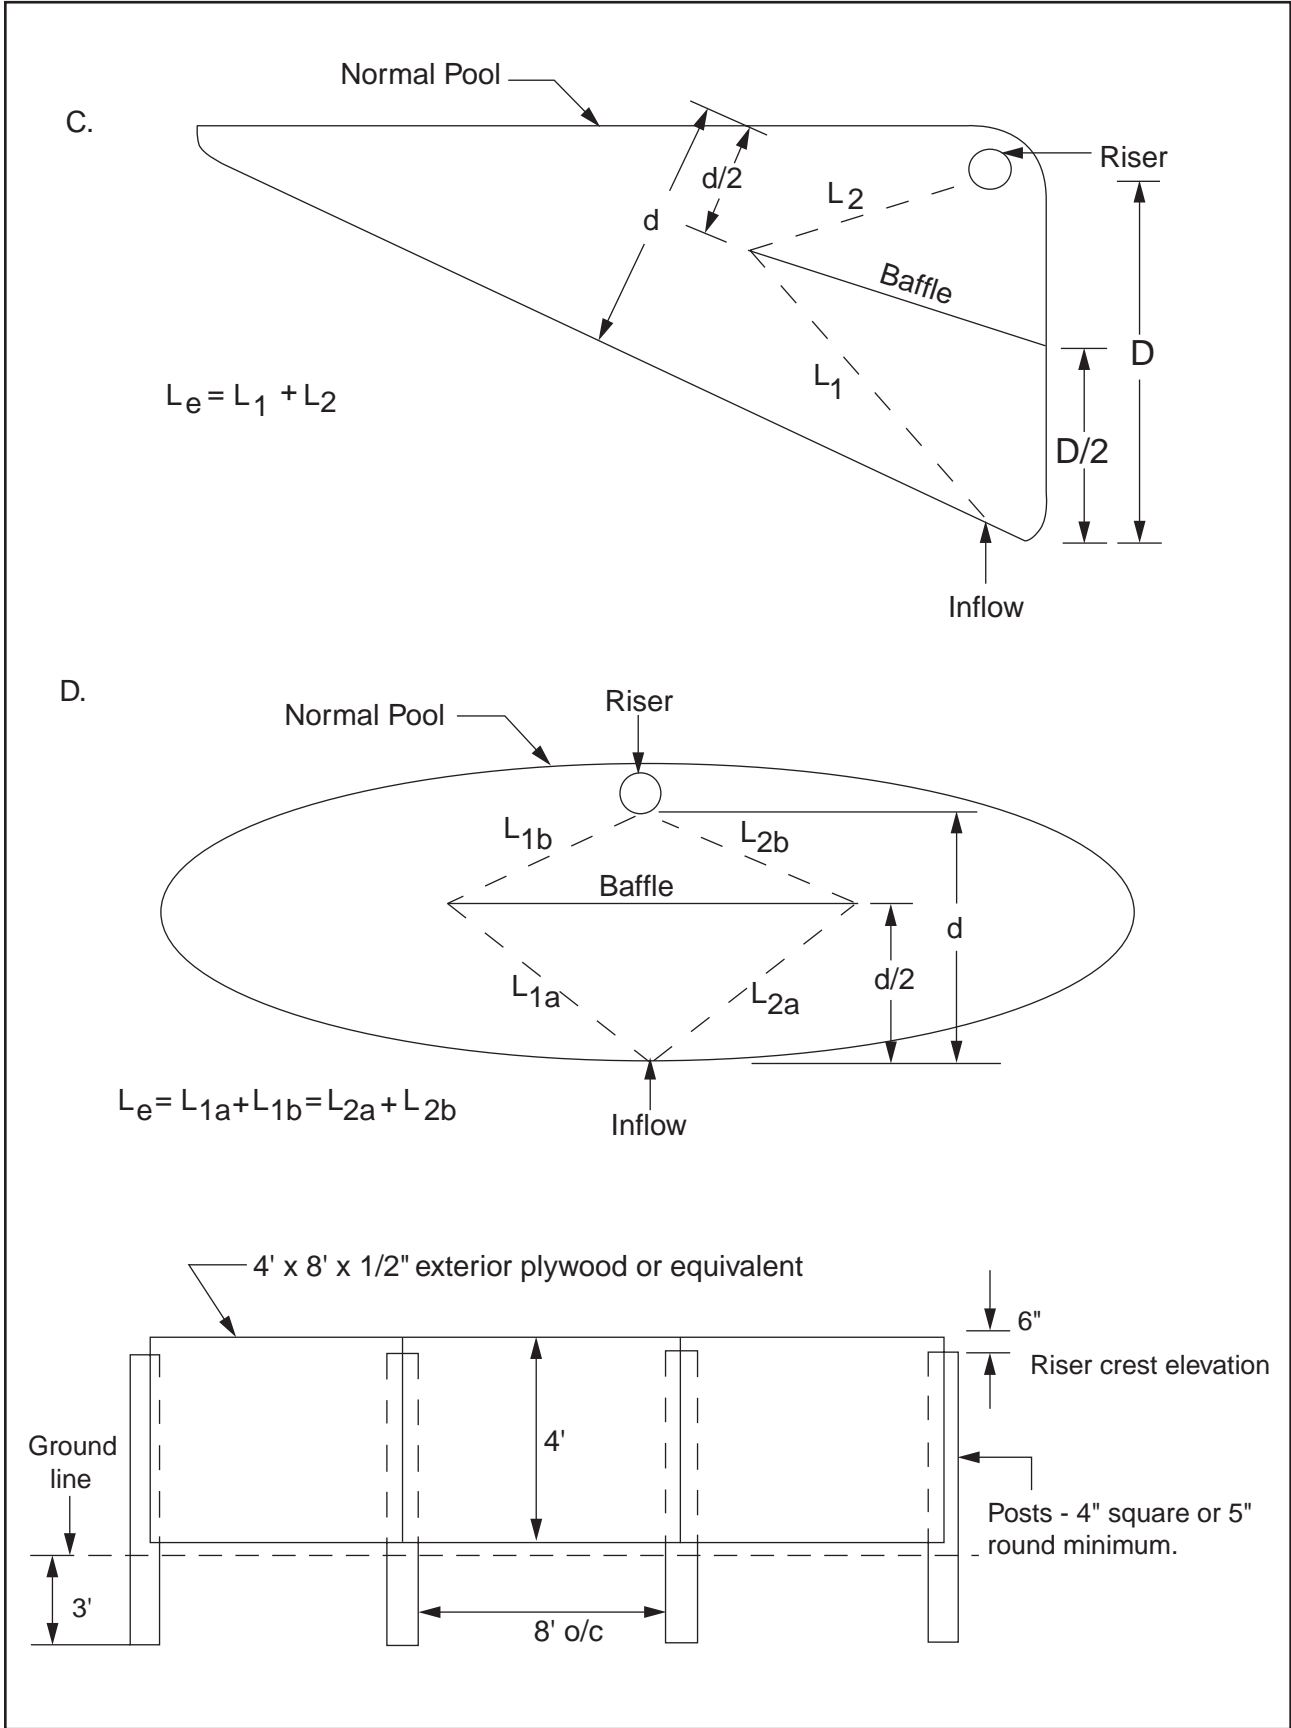 C.
Normal Pool
Riser
d/2
L2
d
Baffle
D
L1
Le = L1 + L2
D/2
Inflow
D.
Riser
Normal Pool
L1b
L2b
Baffle
d
d/2
L1a
L2a
Le = L1a+L1b = L2a + L2b
Inflow
4' x 8' x 1/2" exterior plywood or equivalent
6"
Riser crest elevation
Ground
line
4'
Posts - 4" square or 5"
round minimum.
3'
8' o/c